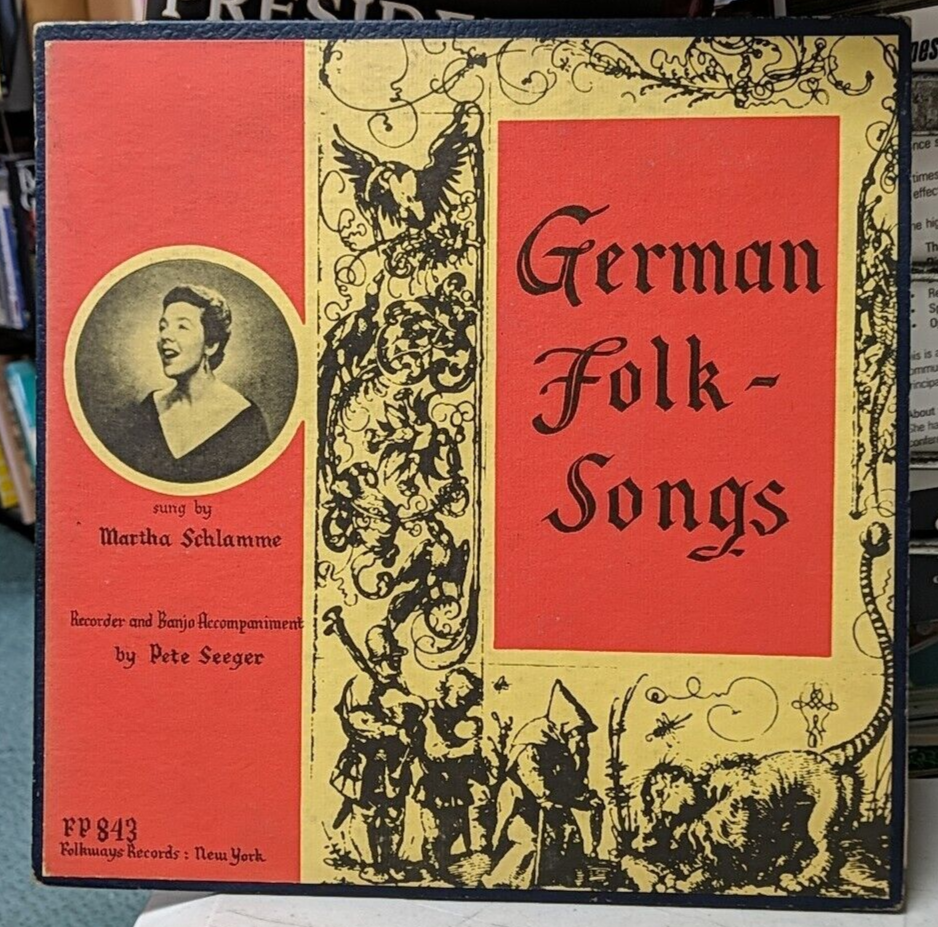 PRESIDE
German
Folk-
Songs
sung by
Martha Schlamme
Recorder and Banjo Accompaniment
by Pete Seeger
FP 843
Folkways Records : New York